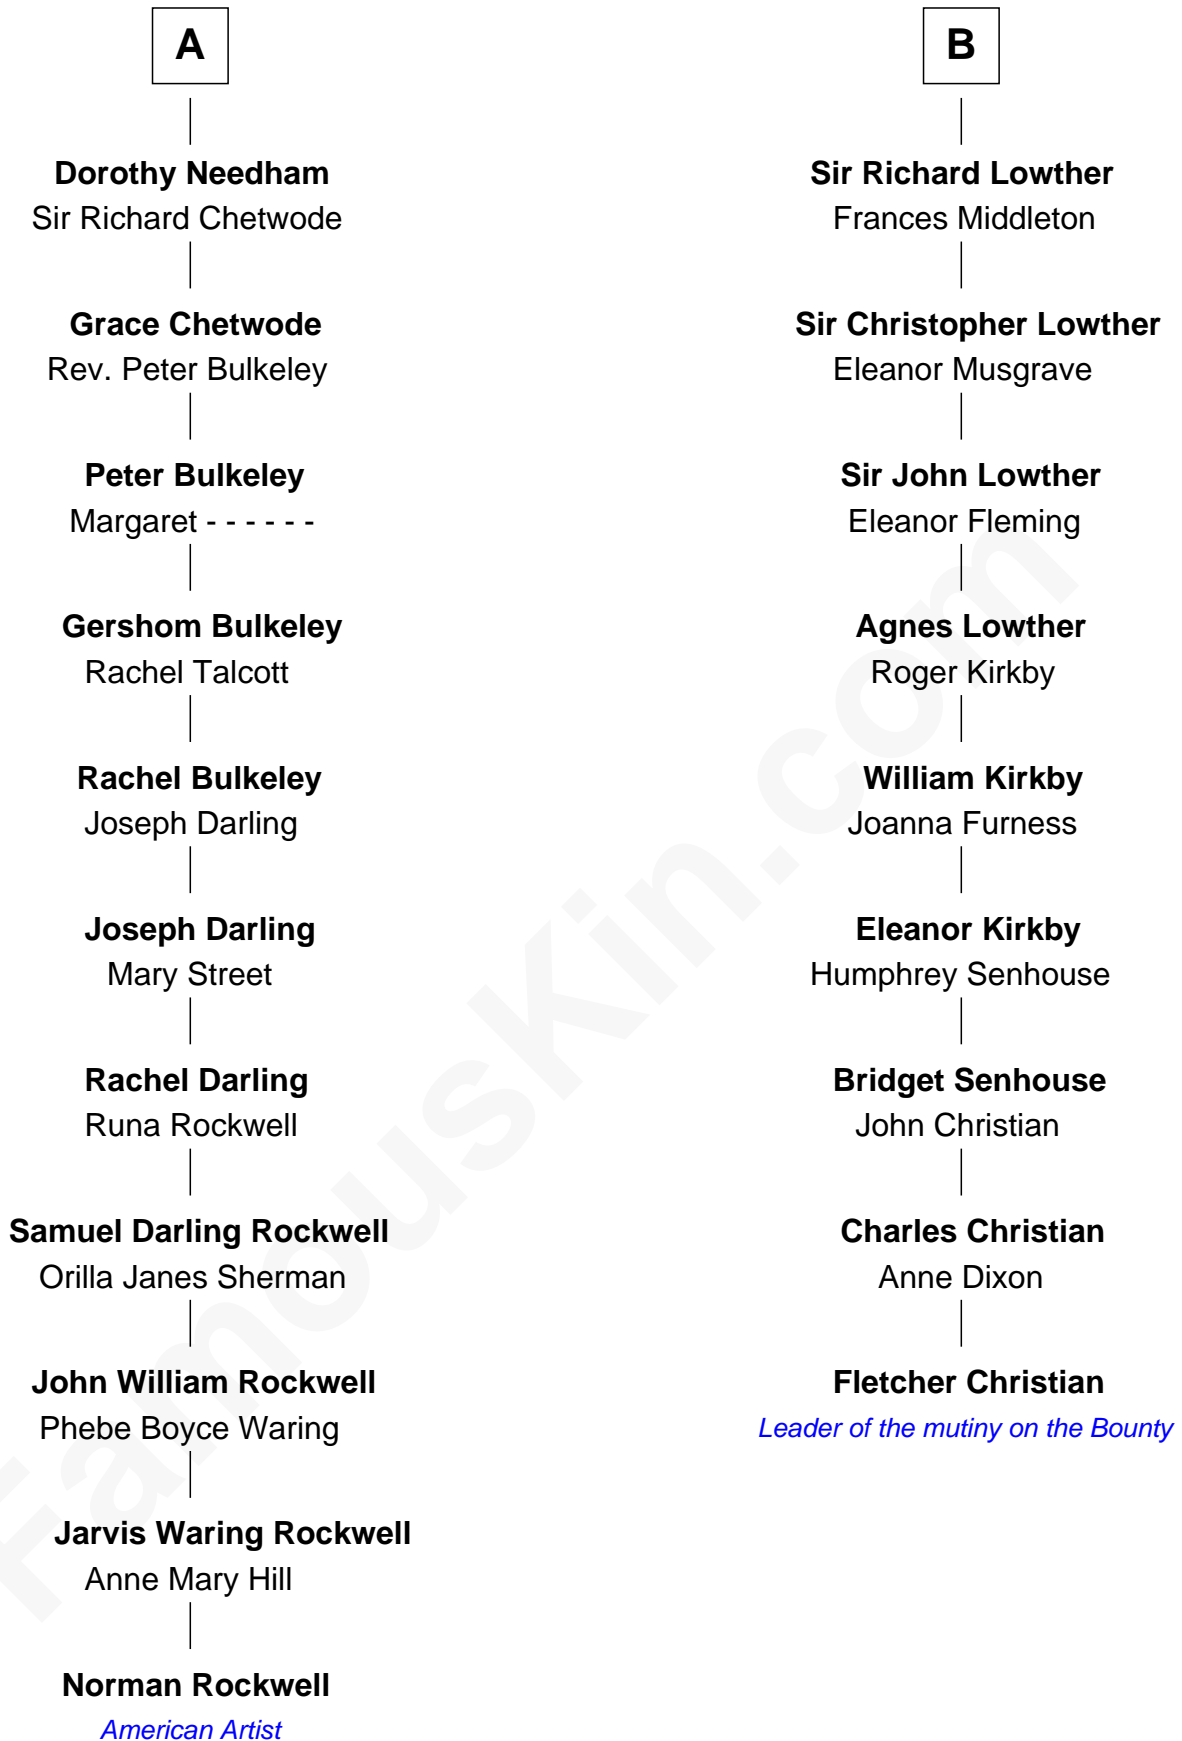 A
Dorothy Needham
Sir Richard Chetwode
Grace Chetwode
Rev. Peter Bulkeley
Peter Bulkeley
Margaret - - - - - -
Gershom Bulkeley
Rachel Talcott
Rachel Bulkeley
Joseph Darling
Joseph Darling
Mary Street
Rachel Darling
Runa Rockwell
Samuel Darling Rockwell
Orilla Janes Sherman
John William Rockwell
Phebe Boyce Waring
Jarvis Waring Rockwell
Anne Mary Hill
Norman Rockwell
American Artist
B
Sir Richard Lowther
Frances Middleton
Sir Christopher Lowther
Eleanor Musgrave
Sir John Lowther
Eleanor Fleming
Agnes Lowther
Roger Kirkby
William Kirkby
Joanna Furness
Eleanor Kirkby
Humphrey Senhouse
Bridget Senhouse
John Christian
Charles Christian
Anne Dixon
Fletcher Christian
Leader of the mutiny on the Bounty
FamousKin.com